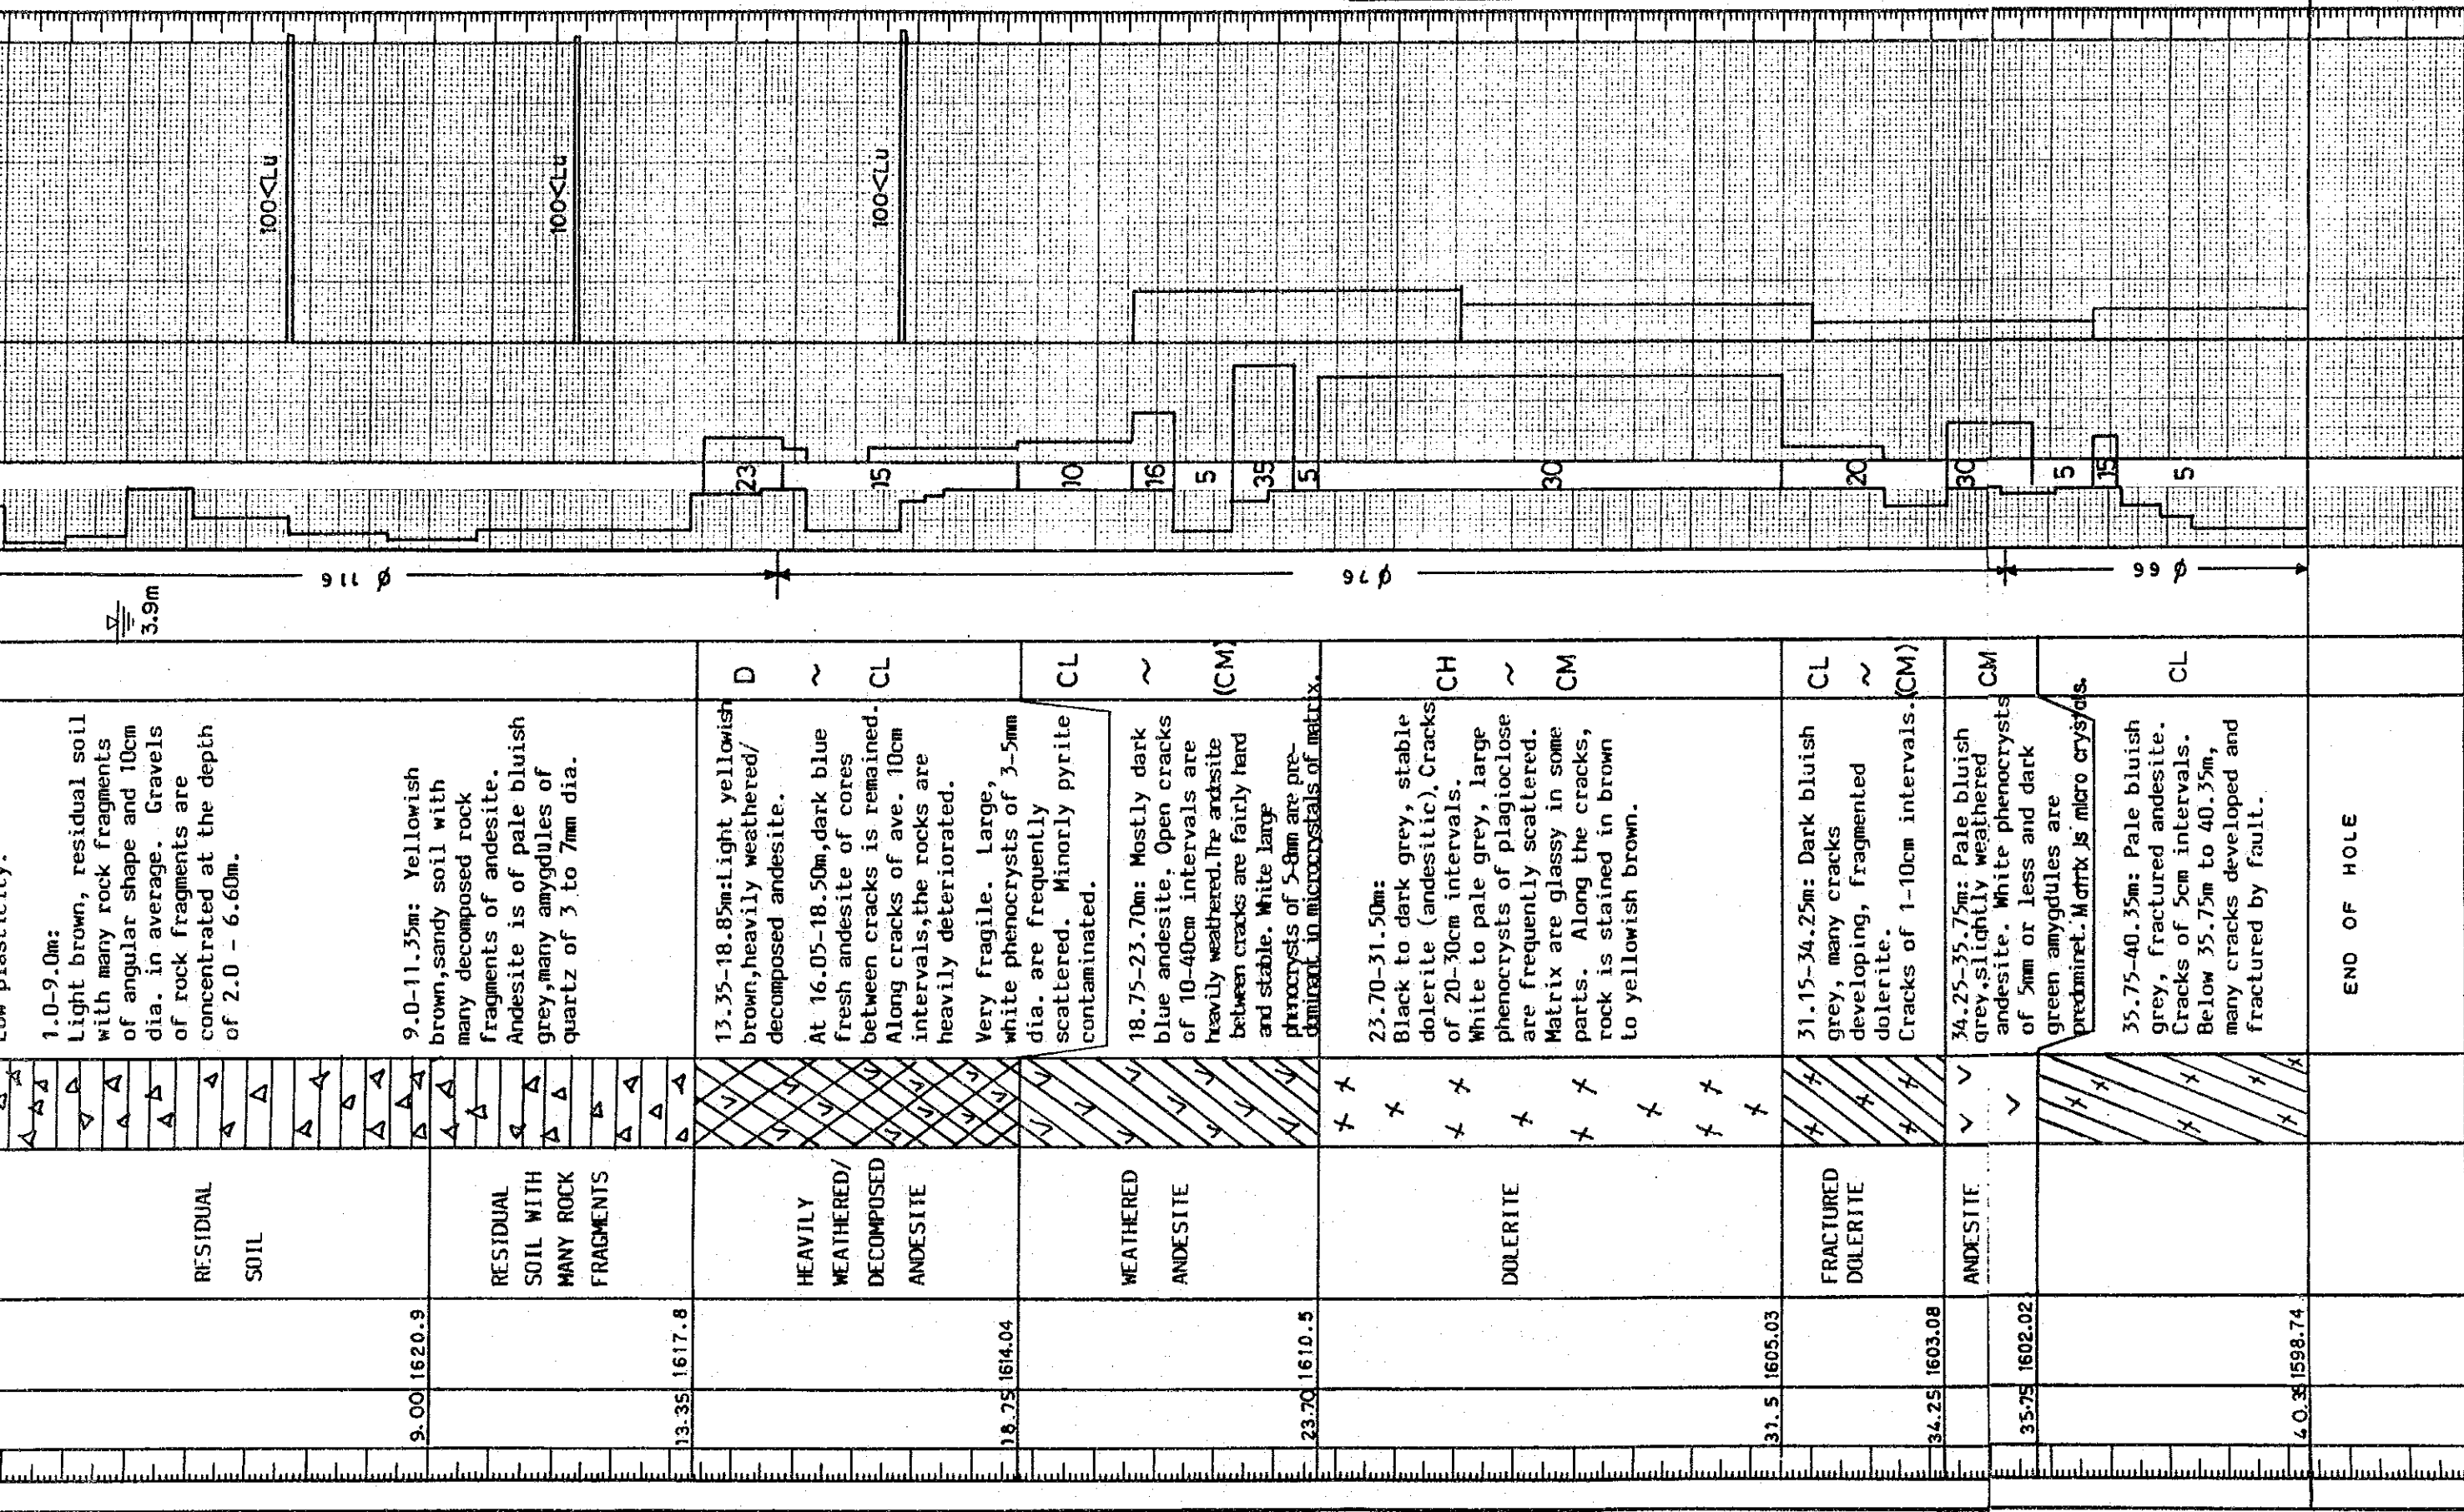 9.00
1620.9
13.35
1617.8
18.75
1614.04
23.70
1610.5
31.5
1605.03
34.25
1603.08
35.75
1602.02
40.35
1598.74
RESIDUAL
SOIL
RESIDUAL
SOIL WITH
MANY ROCK
FRAGMENTS
HEAVILY
WEATHERED/
DECOMPOSED
ANDESITE
WEATHERED
ANDESITE
DOLERITE
FRACTURED
DOLERITE
ANDESITE
Low plasticity.
1.0-9.0m:
Light brown, residual soil
with many rock fragments
of angular shape and 10cm
dia. in average. Gravels
of rock fragments are
concentrated at the depth
of 2.0 - 6.60m.
9.0-11.35m: Yellowish
brown,sandy soil with
many decomposed rock
fragments of andesite.
Andesite is of pale bluish
grey,many amygdules of
quartz of 3 to 7mm dia.
13.35-18.85m:Light yellowish
brown,heavily weathered/
decomposed andesite.
At 16.05-18.50m,dark blue
fresh andesite of cores
between cracks is remained.
Along cracks of ave. 10cm
intervals,the rocks are
heavily deteriorated.
Very fragile. Large,
white phenocrysts of 3-5mm
dia. are frequently
scattered. Minorly pyrite
contaminated.
18.75-23.70m: Mostly dark
blue andesite. Open cracks
of 10-40cm intervals are
heavily weathered.The andesite
between cracks are fairly hard
and stable. White large
phenocrysts of 5-8mm are pre-
dominant in microcrystals of matrix.
23.70-31.50m:
Black to dark grey, stable
dolerite (andesitic). Cracks
of 20-30cm intervals.
White to pale grey, large
phenocrysts of plagioclose
are frequently scattered.
Matrix are glassy in some
parts. Along the cracks,
rock is stained in brown
to yellowish brown.
31.15-34.25m: Dark bluish
grey, many cracks
developing, fragmented
dolerite.
Cracks of 1-10cm intervals.
34.25-35.75m: Pale bluish
grey,slightly weathered
andesite. White phenocrysts
of 5mm or less and dark
green amygdules are
predominet. Matrix is micro crystals.
35.75-40.35m: Pale bluish
grey, fractured andesite.
Cracks of 5cm intervals.
Below 35.75m to 40.35m,
many cracks developed and
fractured by fault.
END OF HOLE
D
~
CL
CL
~
(CM)
CH
~
CM
CL
~
(CM)
CM
CL
3.9m
φ 116
φ 76
φ 66
23
15
10
16
5
35
5
30
20
30
5
15
5
100<Lu
100<Lu
100<Lu